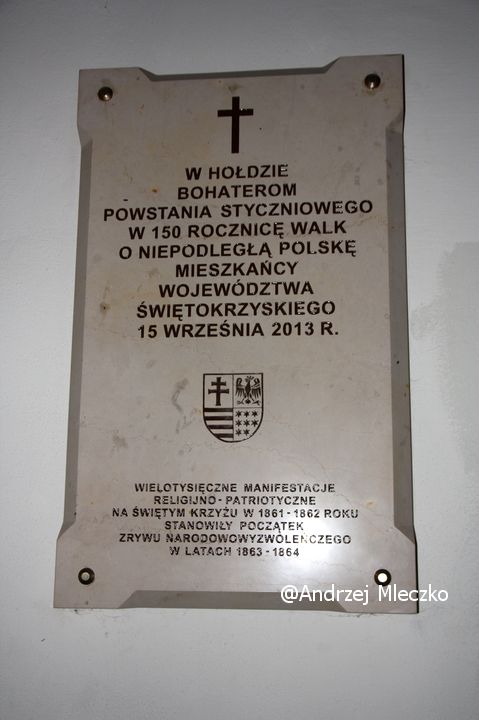 W HOŁDZIE
BOHATEROM
POWSTANIA STYCZNIOWEGO
W 150 ROCZNICĘ WALK
O NIEPODLEGŁĄ POLSKĘ
MIESZKAŃCY
WOJEWÓDZTWA
ŚWIĘTOKRZYSKIEGO
15 WRZEŚNIA 2013 R.
WIELOTYSIĘCZNE MANIFESTACJE
RELIGIJNO-PATRIOTYCZNE
NA ŚWIĘTYM KRZYŻU W 1861-1862 ROKU
STANOWIŁY POCZĄTEK
ZRYWU NARODOWOWYZWOLEŃCZEGO
W LATACH 1863-1864
@Andrzej Mleczko